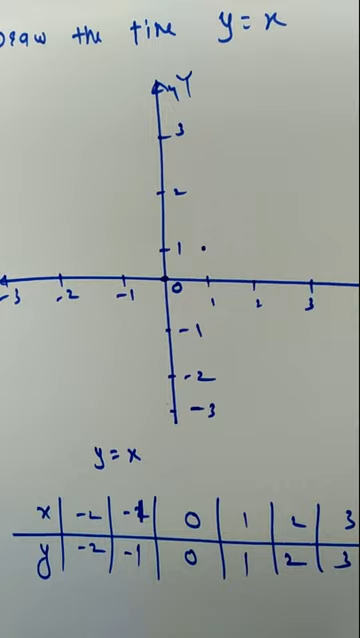 Draw the line y = x
Y
3
2
1
-3 -2 -1 0 1 2 3
-1
-2
-3
y = x
x -2 -1 0 1 2 3
y -2 -1 0 1 2 3